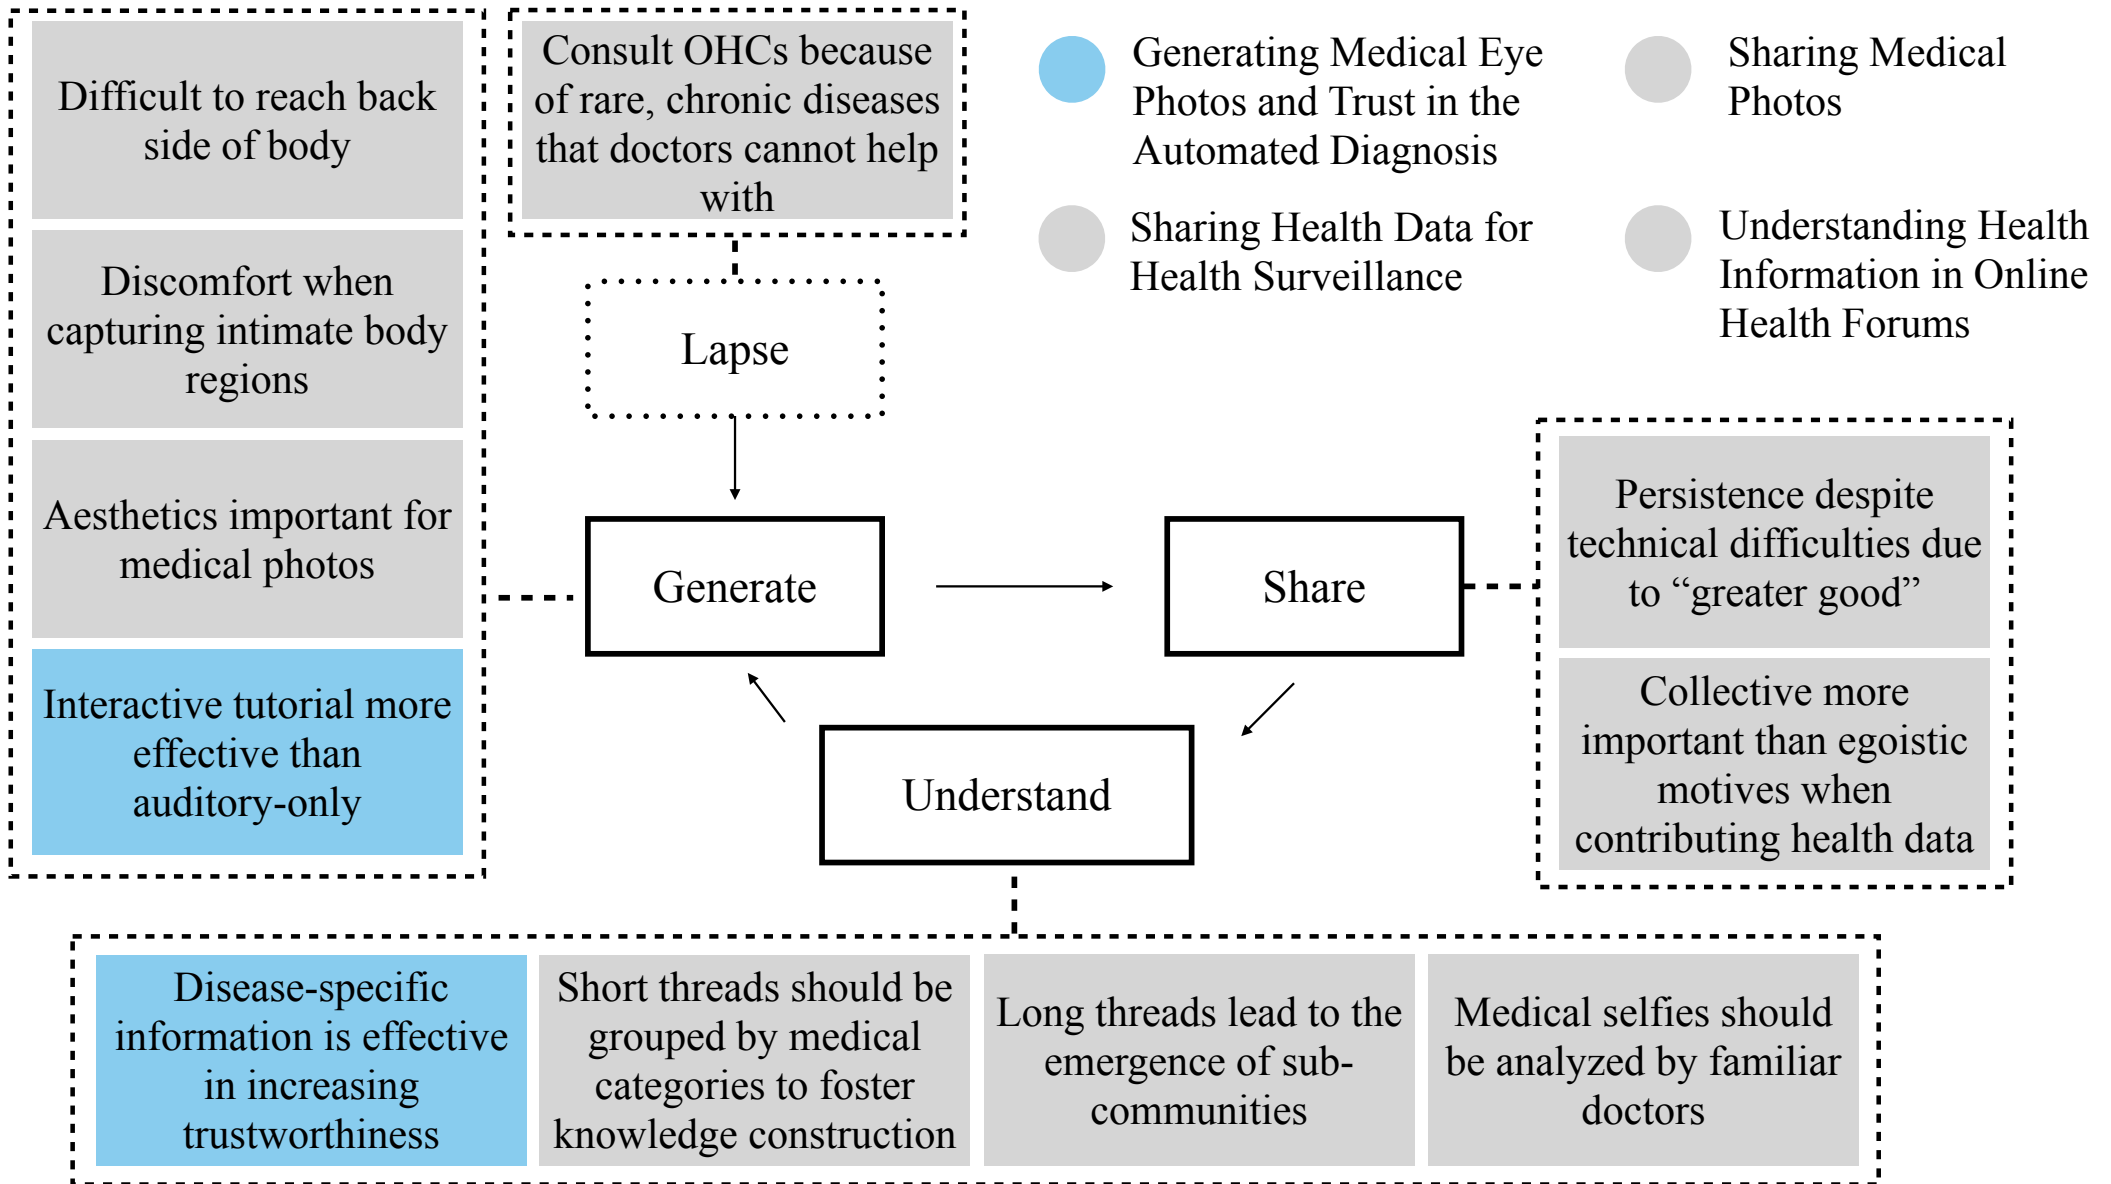 Difficult to reach back
side of body
Discomfort when
capturing intimate body
regions
Aesthetics important for
medical photos
Interactive tutorial more
effective than
auditory-only
Consult OHCs because
of rare, chronic diseases
that doctors cannot help
with
Lapse
Generating Medical Eye
Photos and Trust in the
Automated Diagnosis
Sharing Medical
Photos
Sharing Health Data for
Health Surveillance
Understanding Health
Information in Online
Health Forums
Generate
Share
Understand
Persistence despite
technical difficulties due
to “greater good”
Collective more
important than egoistic
motives when
contributing health data
Disease-specific
information is effective
in increasing
trustworthiness
Short threads should be
grouped by medical
categories to foster
knowledge construction
Long threads lead to the
emergence of sub-
communities
Medical selfies should
be analyzed by familiar
doctors